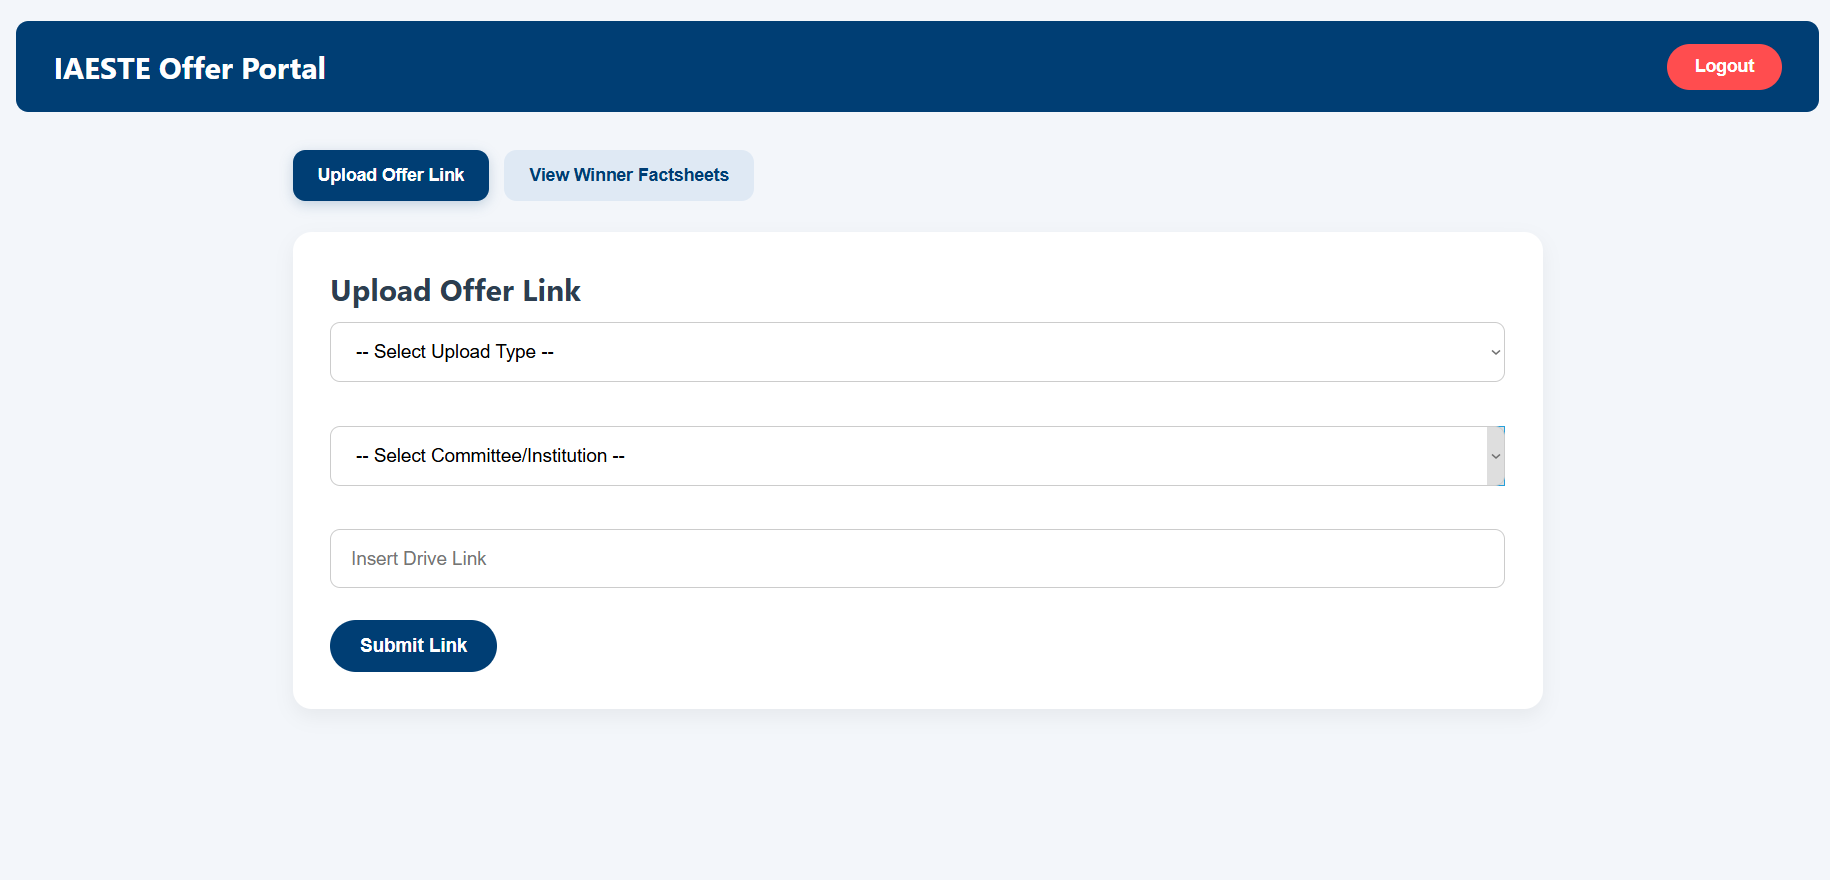 IAESTE Offer Portal
Logout
Upload Offer Link
View Winner Factsheets
Upload Offer Link
-- Select Upload Type --
-- Select Committee/Institution --
Insert Drive Link
Submit Link